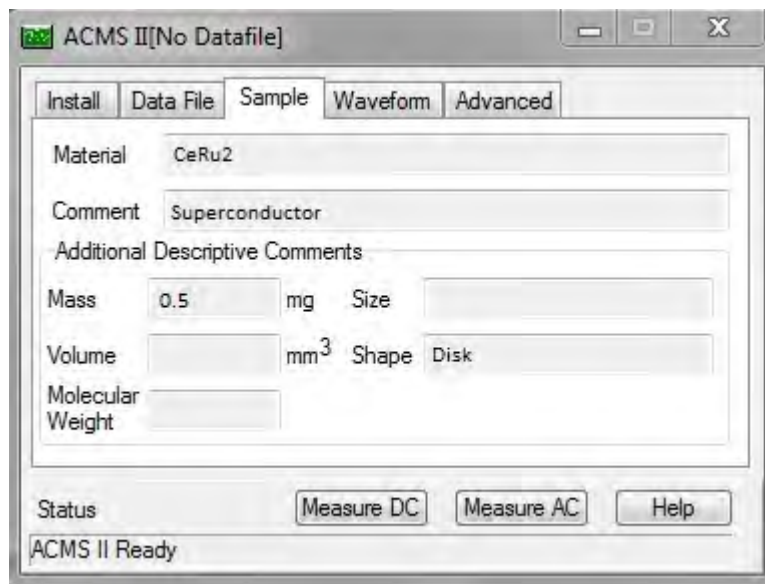 ACMS II[No Datafile]
Install Data File Sample Waveform Advanced
Material CeRu2
Comment Superconductor
Additional Descriptive Comments
Mass 0.5 mg Size
Volume mm3 Shape Disk
Molecular
Weight
Status Measure DC Measure AC Help
ACMS II Ready